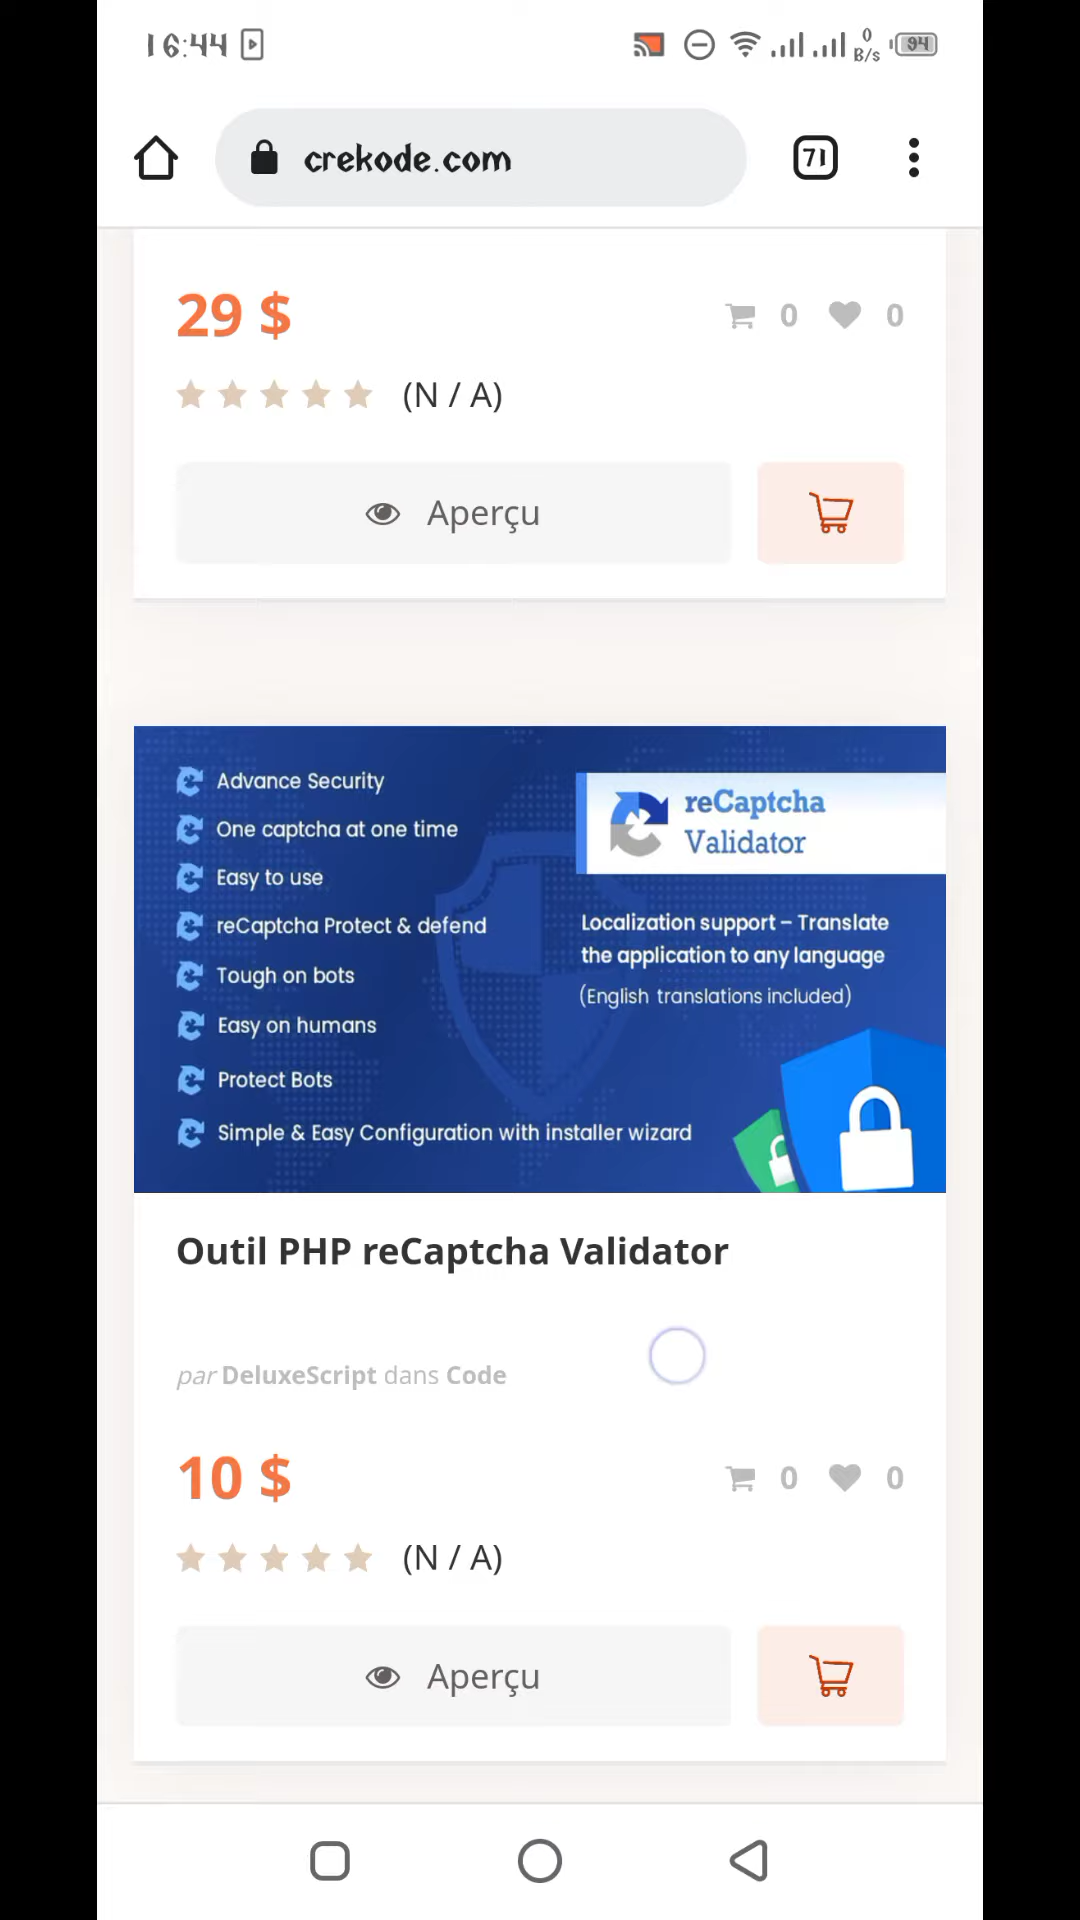 16:44
0
B/s
94
crekode.com
71
29 $
0
0
(N / A)
Aperçu
Advance Security
One captcha at one time
Easy to use
reCaptcha Protect & defend
Tough on bots
Easy on humans
Protect Bots
Simple & Easy Configuration with installer wizard
reCaptcha
Validator
Localization support – Translate
the application to any language
(English translations included)
Outil PHP reCaptcha Validator
par DeluxeScript dans Code
10 $
0
0
(N / A)
Aperçu